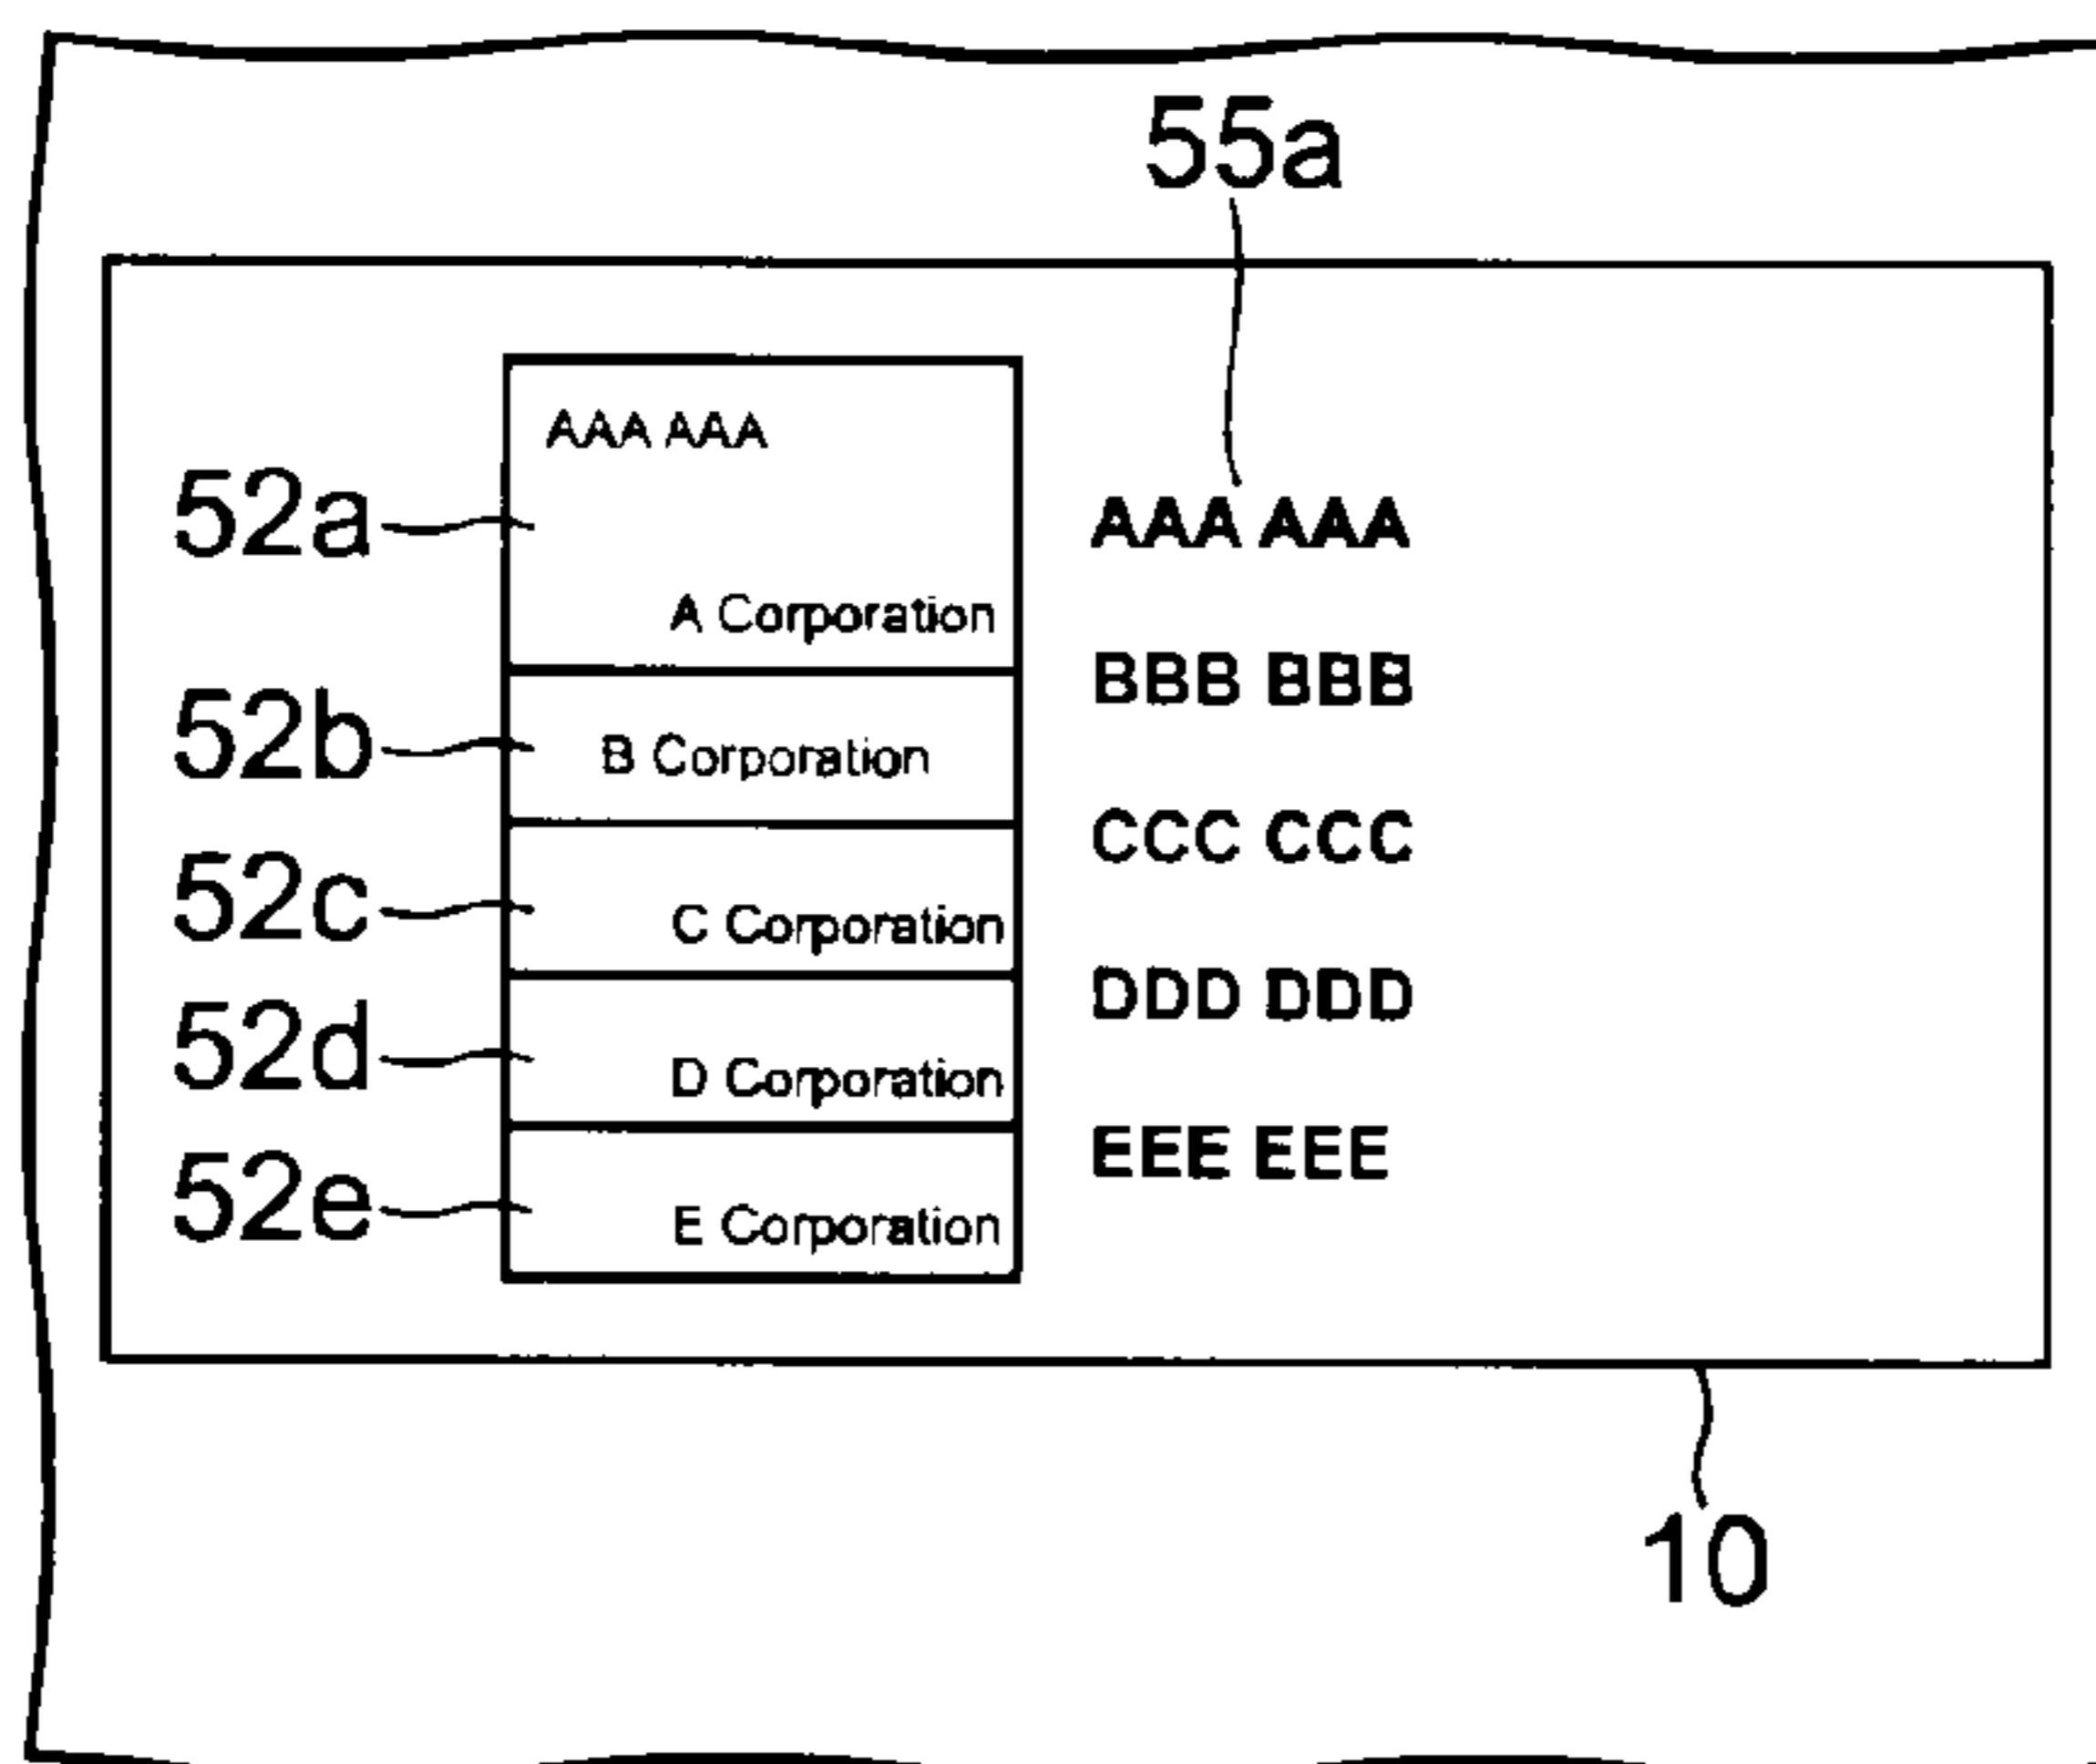 55a
AAA AAA
52a
AAA AAA
A Corporation
BBB BBB
52b
B Corporation
CCC CCC
52c
C Corporation
DDD DDD
52d
D Corporation
EEE EEE
52e
E Corporation
10